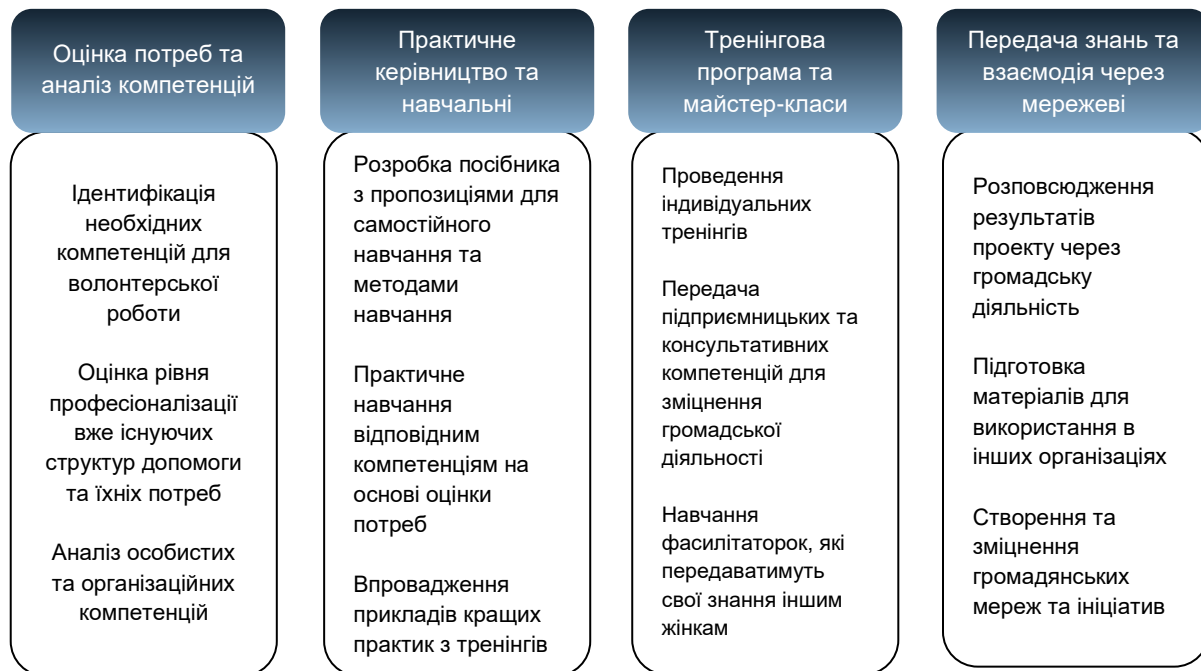 Оцінка потреб та
аналіз компетенцій
Ідентифікація
необхідних
компетенцій для
волонтерської
роботи
Оцінка рівня
професіоналізації
вже існуючих
структур допомоги
та їхніх потреб
Аналіз особистих
та організаційних
компетенцій
Практичне
керівництво та
навчальні
Розробка посібника
з пропозиціями для
самостійного
навчання та
методами
навчання
Практичне
навчання
відповідним
компетенціям на
основі оцінки
потреб
Впровадження
прикладів кращих
практик з тренінгів
Тренінгова
програма та
майстер-класи
Проведення
індивідуальних
тренінгів
Передача
підприємницьких та
консультативних
компетенцій для
зміцнення
громадської
діяльності
Навчання
фасилітаторок, які
передаватимуть
свої знання іншим
жінкам
Передача знань та
взаємодія через
мережеві
Розповсюдження
результатів
проекту через
громадську
діяльність
Підготовка
матеріалів для
використання в
інших організаціях
Створення та
зміцнення
громадянських
мереж та ініціатив